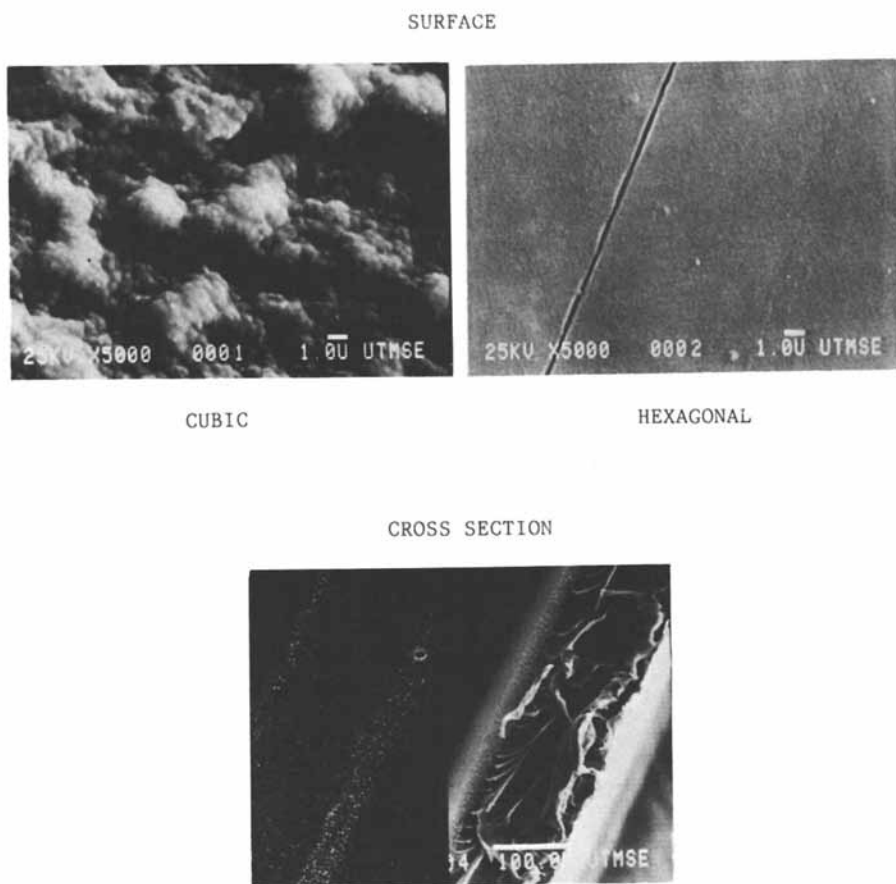 SURFACE
25KV X5000 0001 1.0U UTMSE
25KV X5000 0002 1.0U UTMSE
CUBIC
HEXAGONAL
CROSS SECTION
100.0U UTMSE